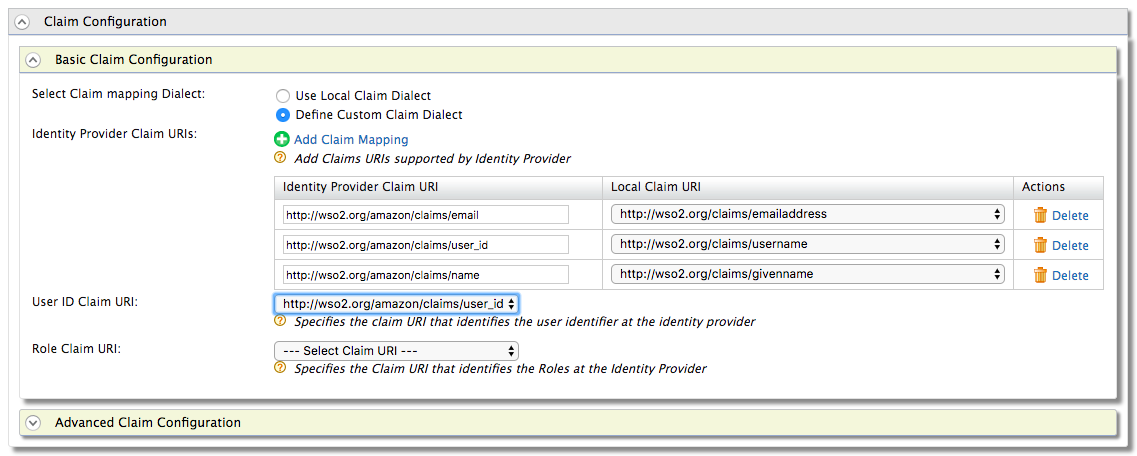 Claim Configuration
Basic Claim Configuration
Select Claim mapping Dialect:
Use Local Claim Dialect
Define Custom Claim Dialect
Identity Provider Claim URIs:
Add Claim Mapping
Add Claims URIs supported by Identity Provider
Identity Provider Claim URI Local Claim URI Actions
http://wso2.org/amazon/claims/email http://wso2.org/claims/emailaddress Delete
http://wso2.org/amazon/claims/user_id http://wso2.org/claims/username Delete
http://wso2.org/amazon/claims/name http://wso2.org/claims/givenname Delete
User ID Claim URI: http://wso2.org/amazon/claims/user_id
Specifies the claim URI that identifies the user identifier at the identity provider
Role Claim URI: --- Select Claim URI ---
Specifies the Claim URI that identifies the Roles at the Identity Provider
Advanced Claim Configuration